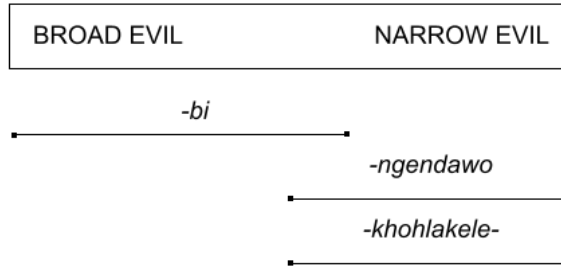 BROAD EVIL NARROW EVIL
-bi
-ngendawo
-khohlakele-